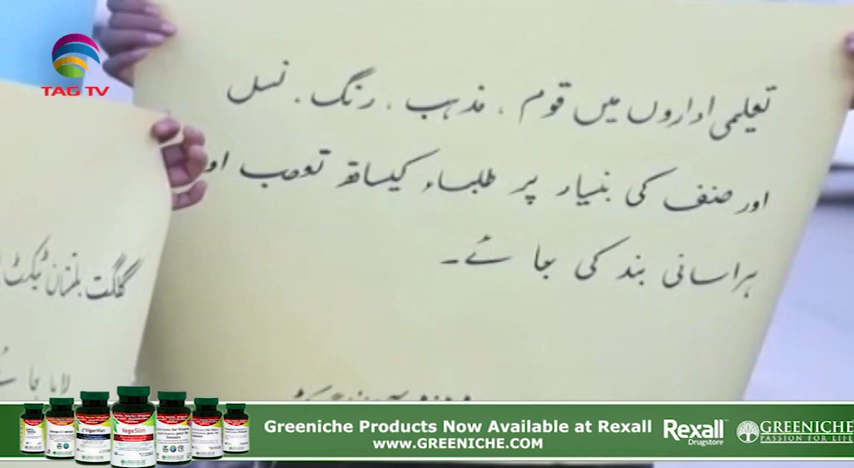 TAG TV
تعلیمی اداروں میں قوم ، مذہب ، رنگ ، نسل
اور صنف کی بنیاد پر طلباء کیساتھ تعصب
ہراسانی بند کی جائے۔
گلگت بلتستان
لایا جائے
Greeniche Products Now Available at Rexall
www.GREENICHE.COM
Rexall
Drugstore
GREENICHE
PASSION FOR LIFE